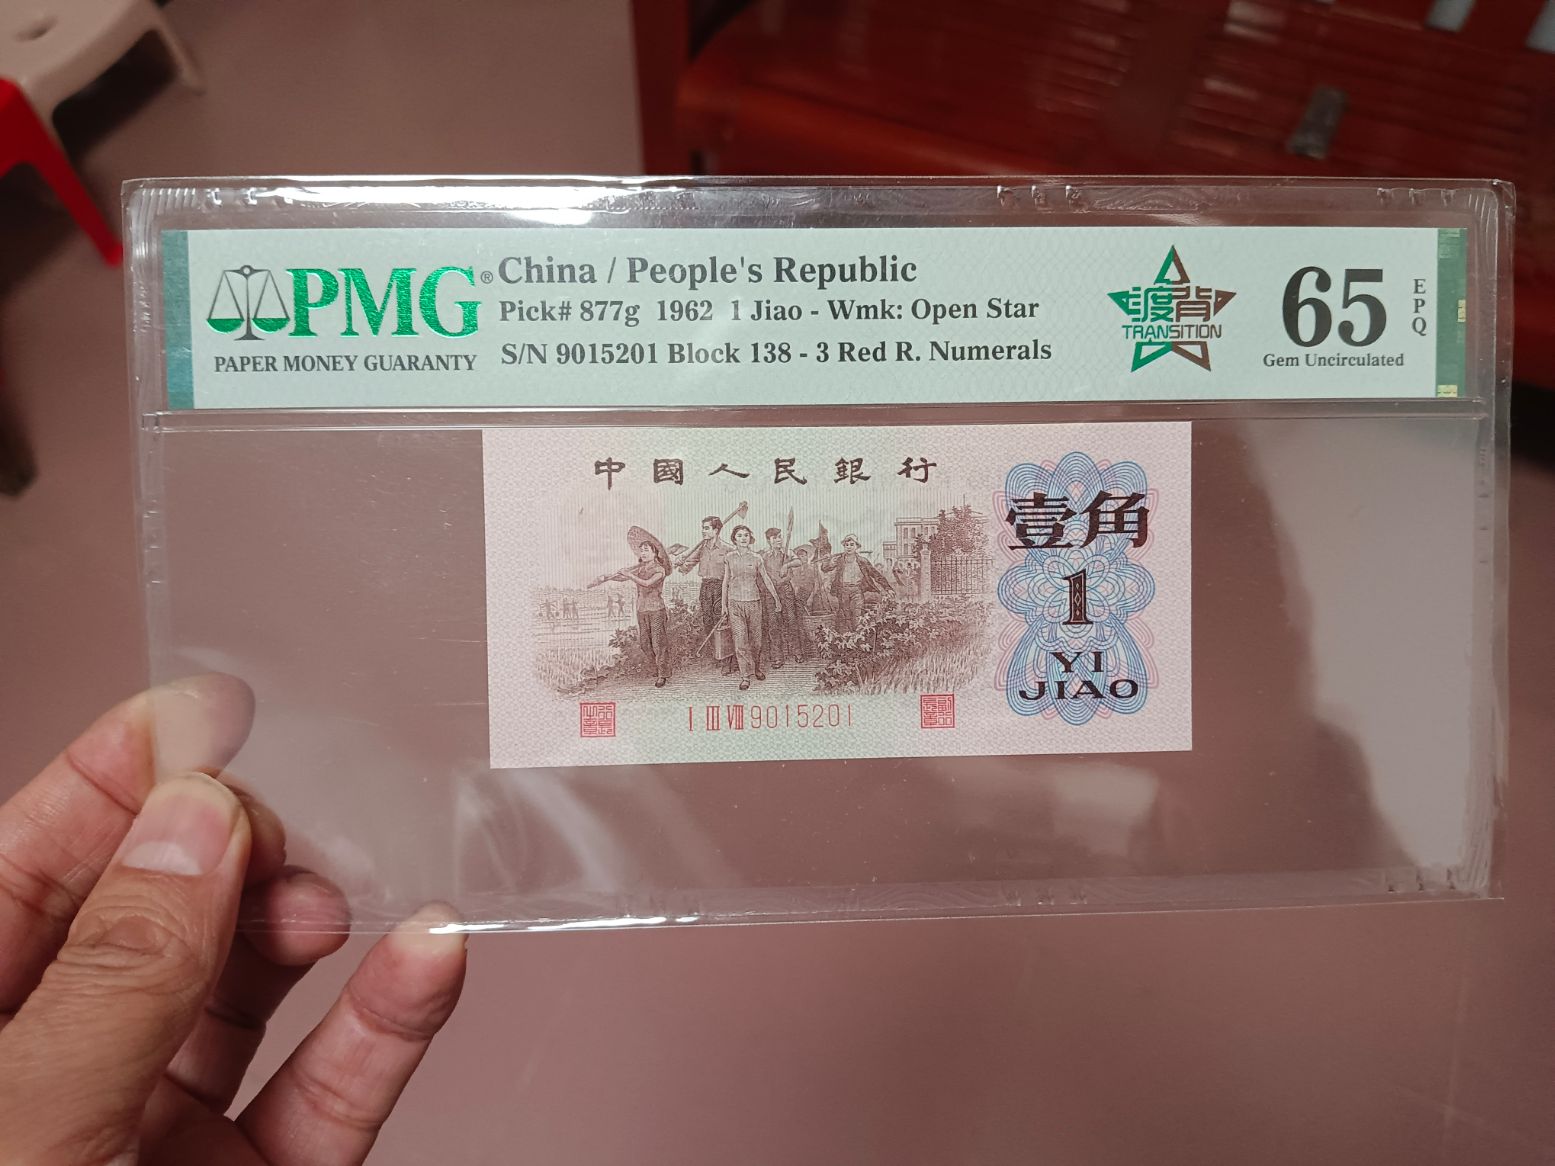 PMG®
PAPER MONEY GUARANTY
China / People's Republic
Pick# 877g 1962 1 Jiao - Wmk: Open Star
S/N 9015201 Block 138 - 3 Red R. Numerals
渡背
TRANSITION
65
EPQ
Gem Uncirculated
中國人民銀行
壹角
1
YI
JIAO
I III VIII 9015201